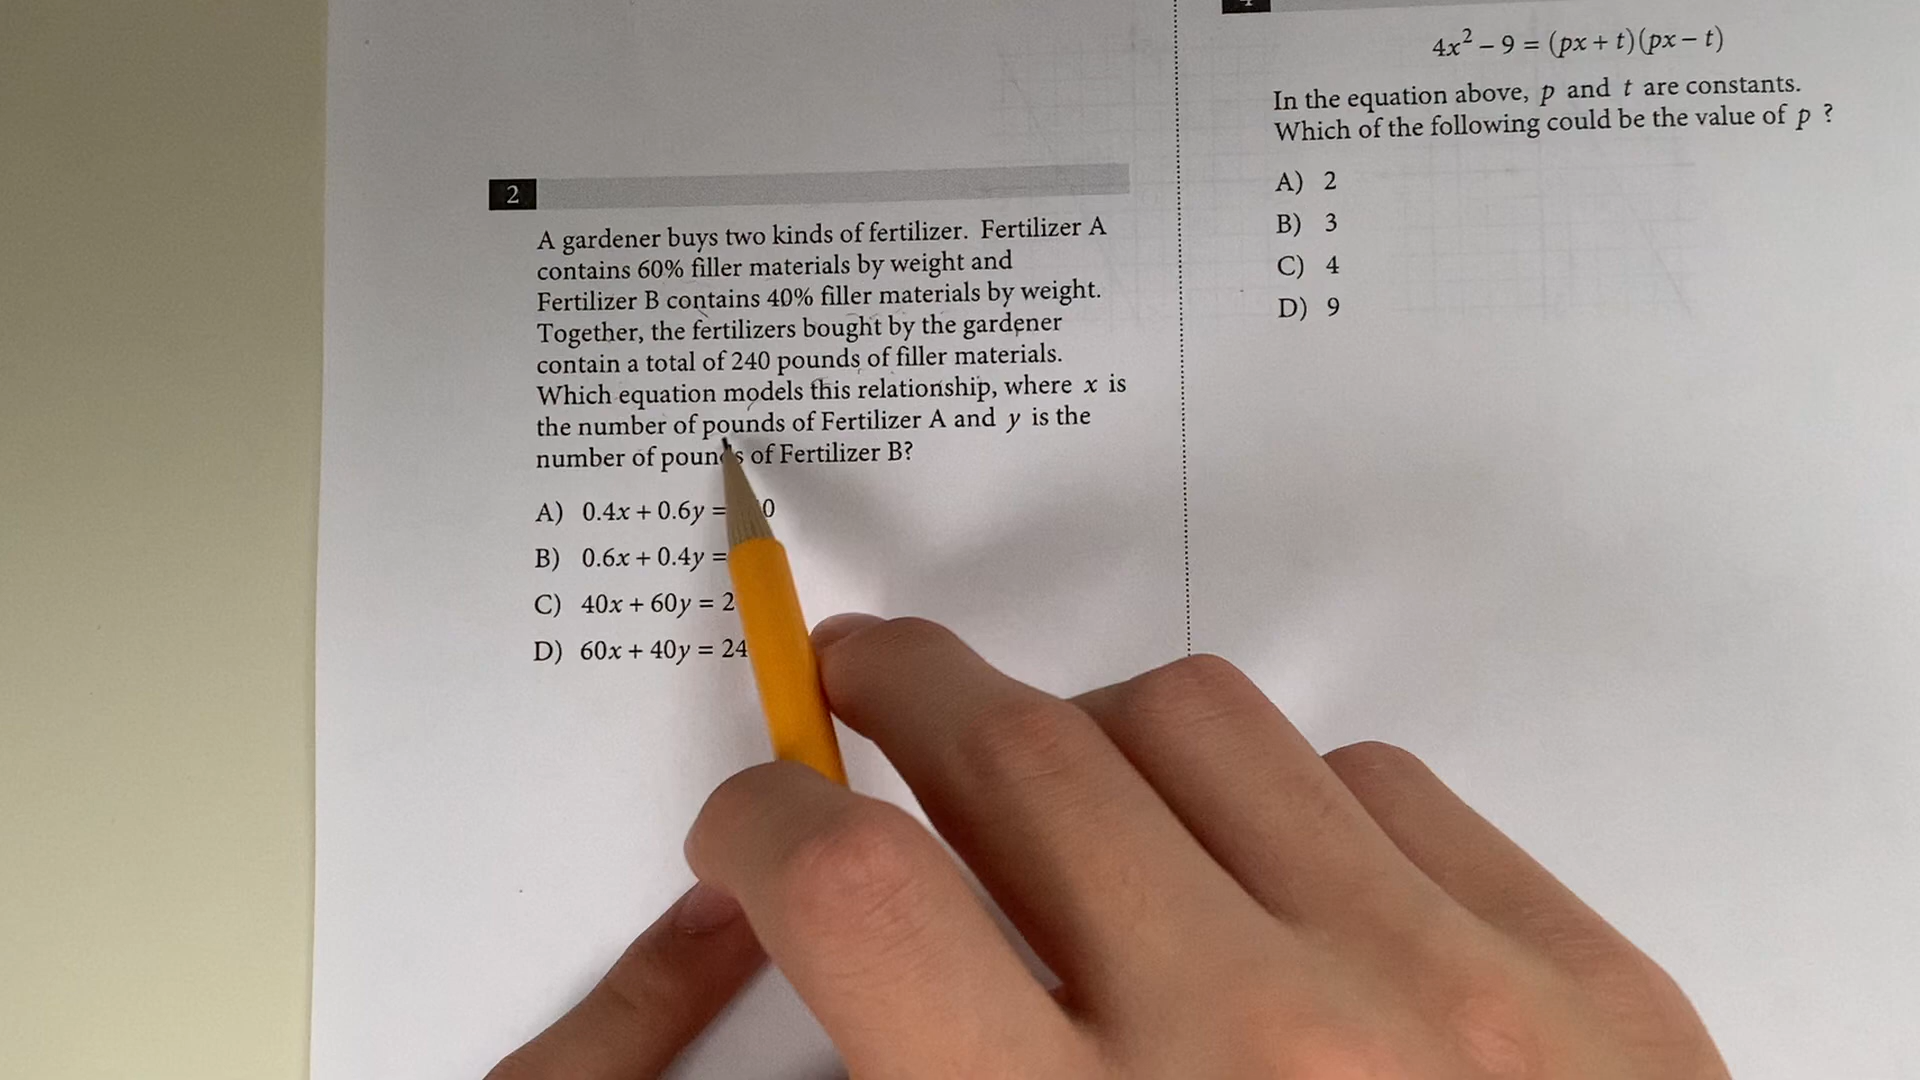 2
A gardener buys two kinds of fertilizer. Fertilizer A
contains 60% filler materials by weight and
Fertilizer B contains 40% filler materials by weight.
Together, the fertilizers bought by the gardener
contain a total of 240 pounds of filler materials.
Which equation models this relationship, where x is
the number of pounds of Fertilizer A and y is the
number of pounds of Fertilizer B?
A) 0.4x + 0.6y = 0
B) 0.6x + 0.4y =
C) 40x + 60y = 2
D) 60x + 40y = 24
4x² – 9 = (px + t)(px – t)
In the equation above, p and t are constants.
Which of the following could be the value of p ?
A) 2
B) 3
C) 4
D) 9